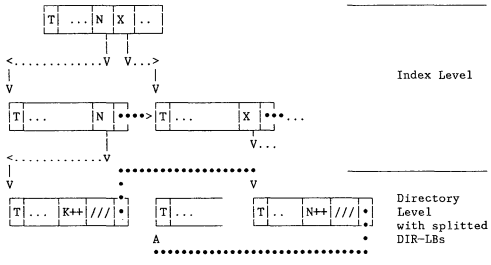 T ... N X ..
V V...>
V V
Index Level
T ... N ••••> T ... X •••...
V V...
V V
T ... K++ /// T ... T .. N++ ///
Directory
Level
with splitted
DIR-LBs
A